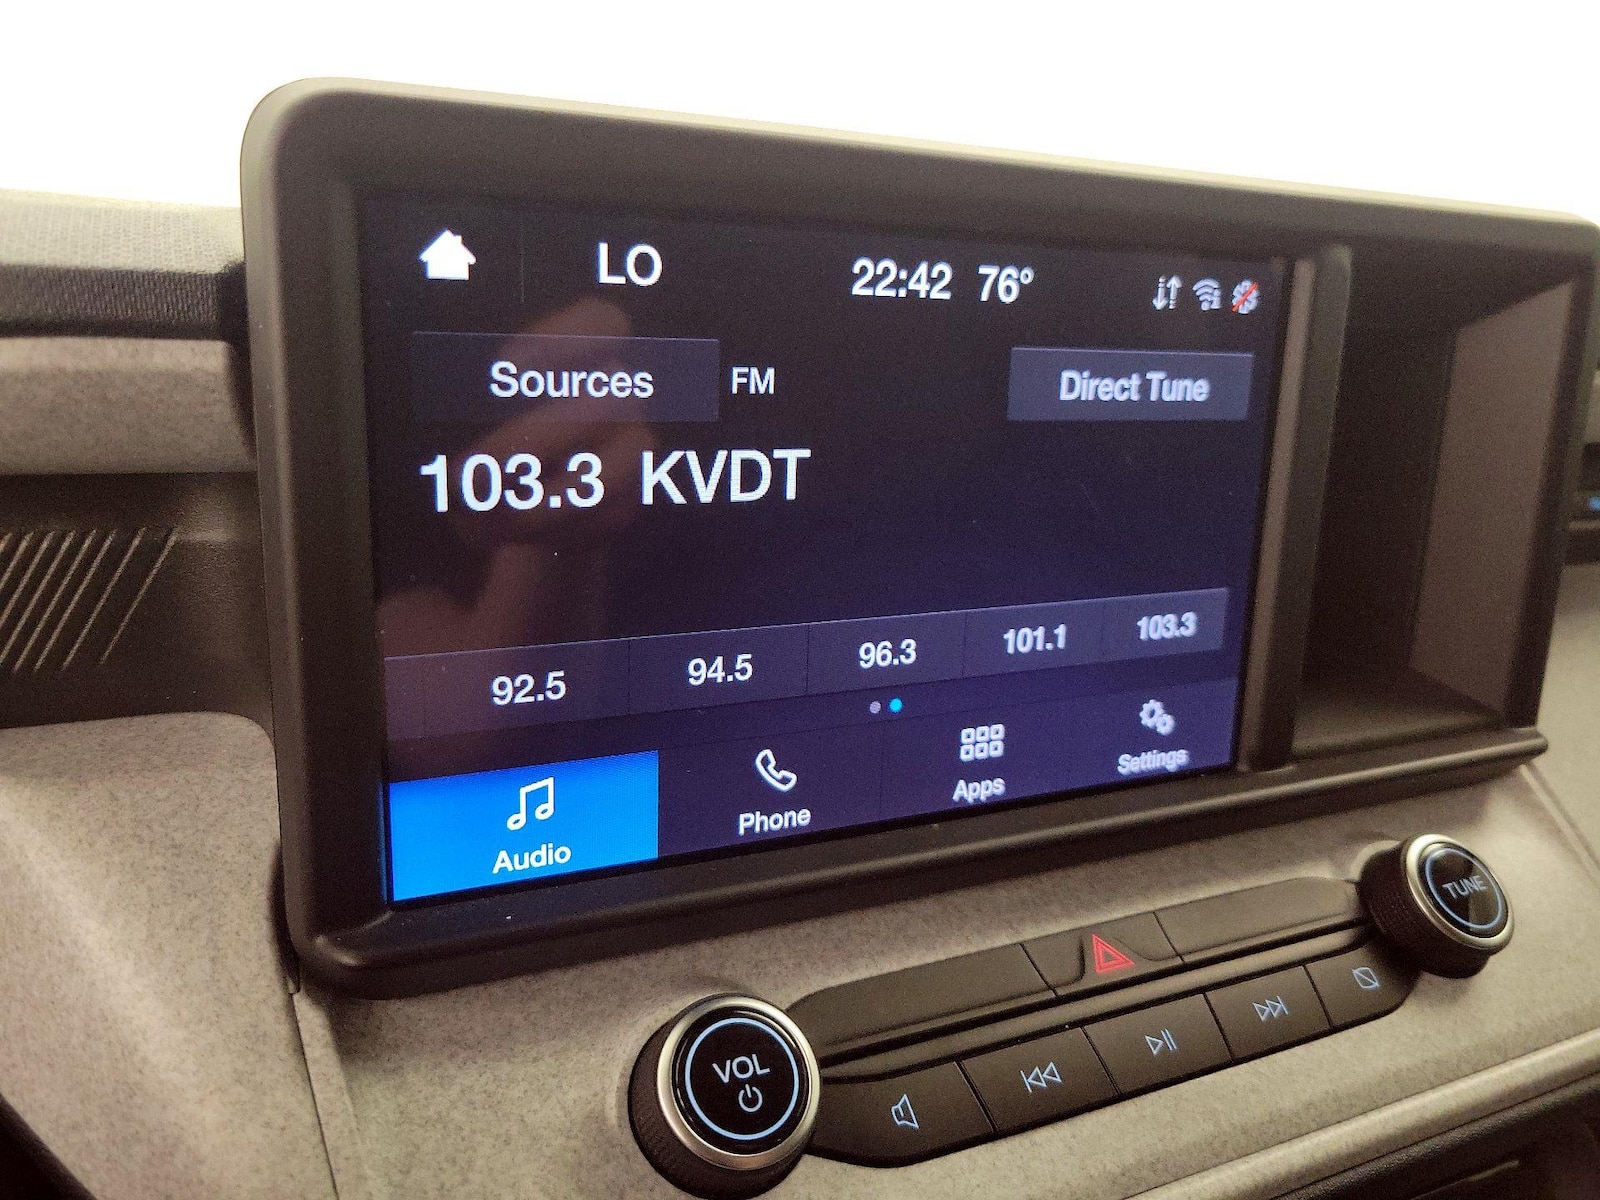 LO 22:42 76°
Sources FM Direct Tune
103.3 KVDT
92.5 94.5 96.3 101.1 103.3
Audio Phone Apps Settings
TUNE
VOL